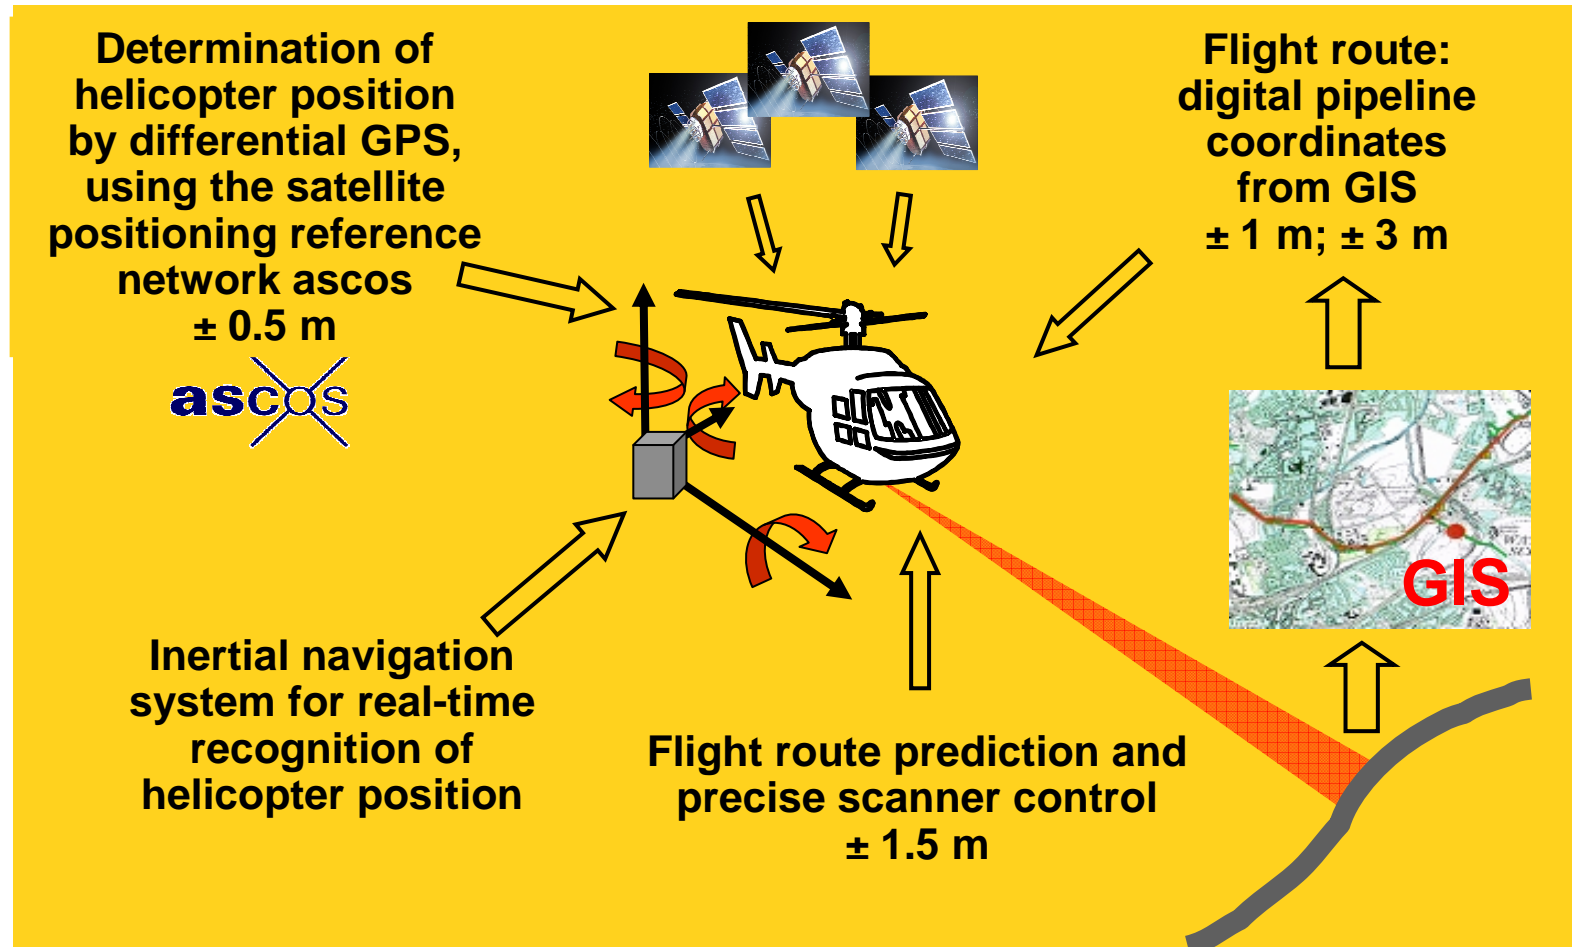 Determination of
helicopter position
by differential GPS,
using the satellite
positioning reference
network ascos
± 0.5 m
ascos
Flight route:
digital pipeline
coordinates
from GIS
± 1 m; ± 3 m
GIS
Inertial navigation
system for real-time
recognition of
helicopter position
Flight route prediction and
precise scanner control
± 1.5 m